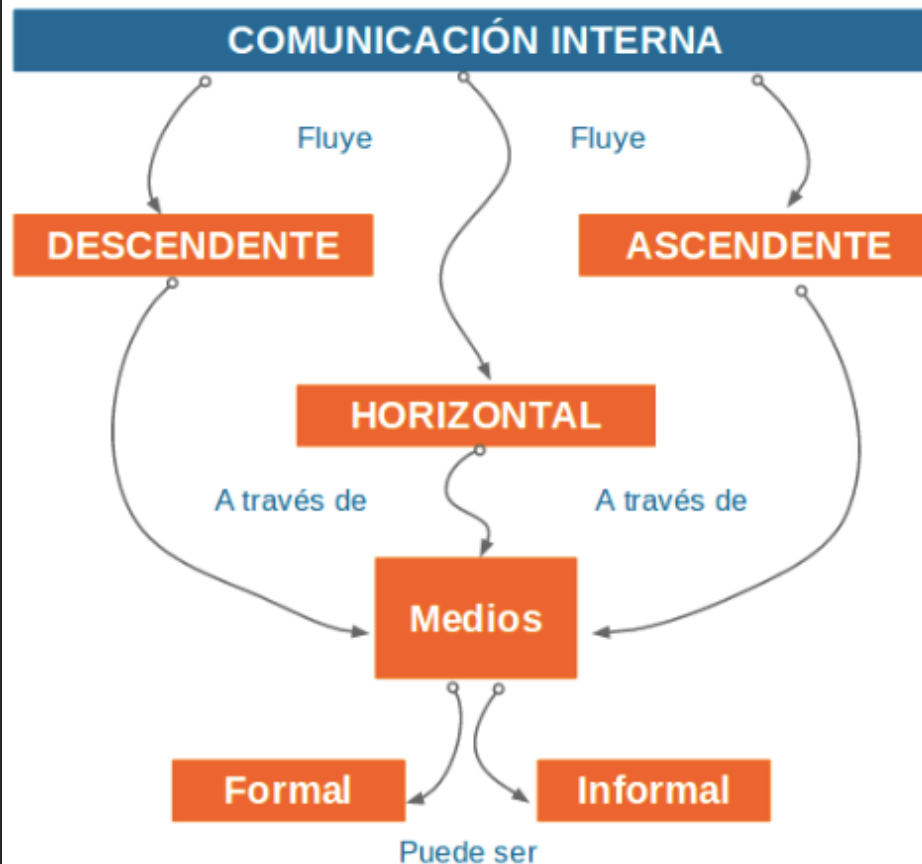 COMUNICACIÓN INTERNA
Fluye
Fluye
DESCENDENTE
ASCENDENTE
HORIZONTAL
A través de
A través de
Medios
Formal
Informal
Puede ser